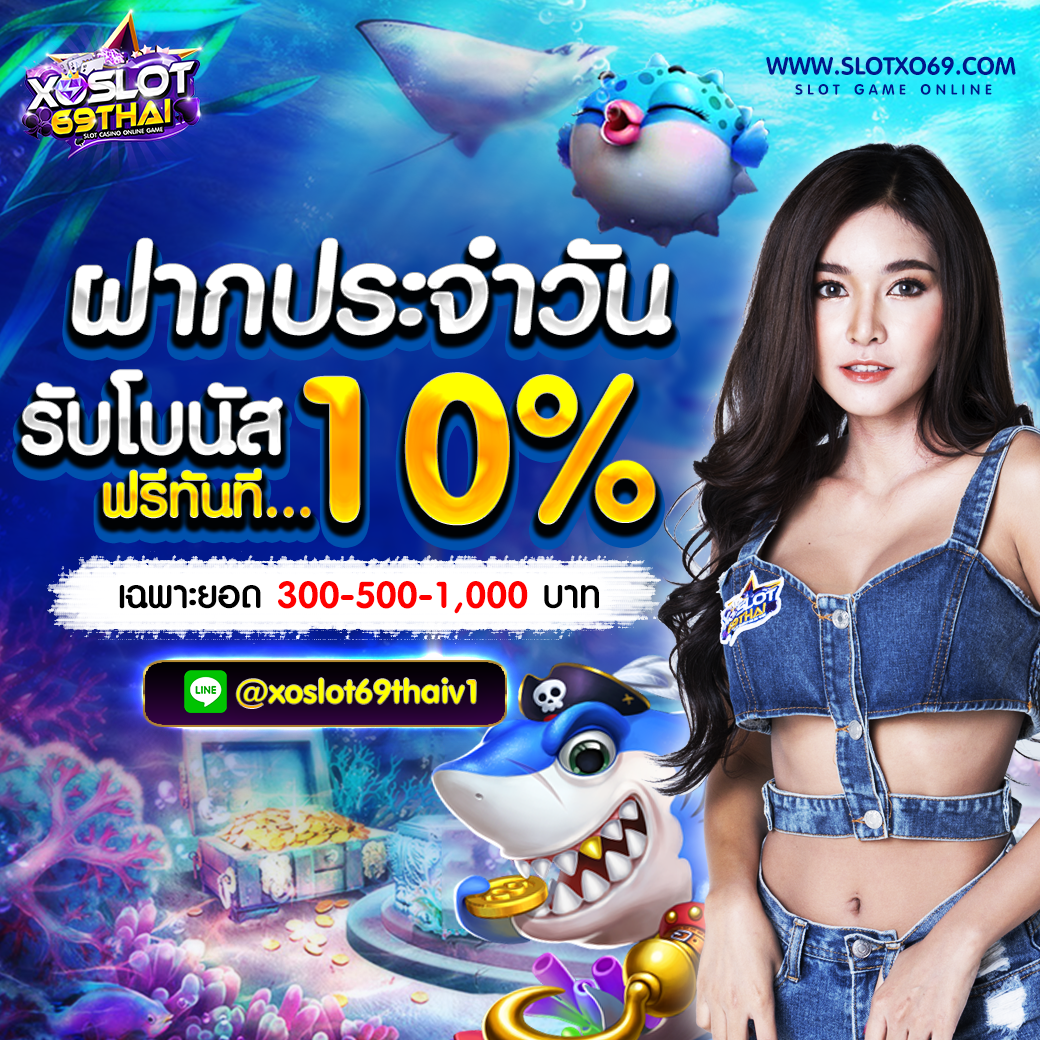 XOSLOT
69THAI
SLOT CASINO ONLINE GAME
WWW.SLOTXO69.COM
SLOT GAME ONLINE
ฝากประจำวัน
รับโบนัส 10%
ฟรีทันที...
เฉพาะยอด 300-500-1,000 บาท
LINE @xoslot69thaiv1
XOSLOT
69THAI